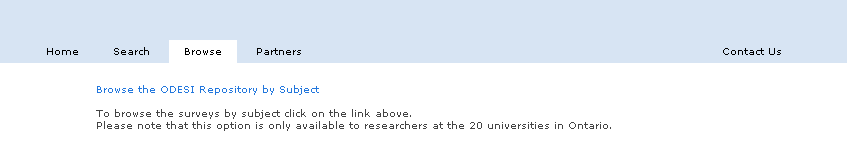 Home Search Browse Partners Contact Us
Browse the ODESI Repository by Subject
To browse the surveys by subject click on the link above.
Please note that this option is only available to researchers at the 20 universities in Ontario.